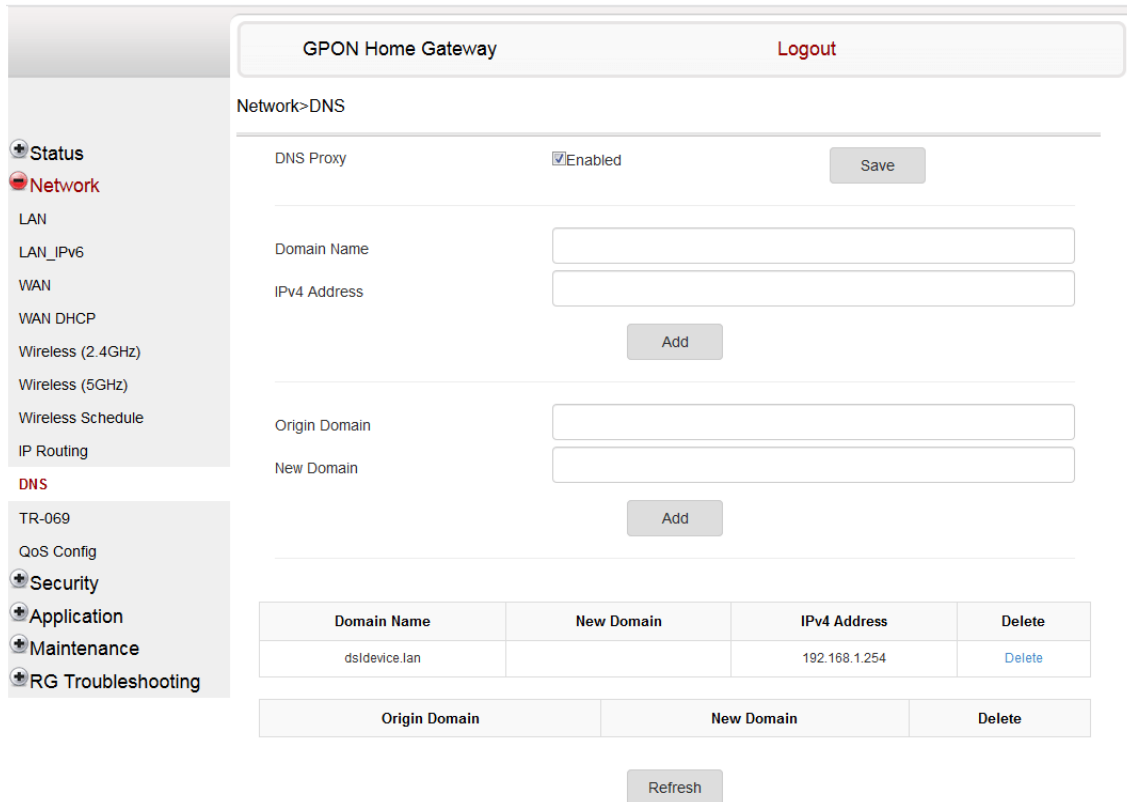 GPON Home Gateway Logout
Network>DNS
Status
Network
LAN
LAN_IPv6
WAN
WAN DHCP
Wireless (2.4GHz)
Wireless (5GHz)
Wireless Schedule
IP Routing
DNS
TR-069
QoS Config
Security
Application
Maintenance
RG Troubleshooting
DNS Proxy Enabled Save
Domain Name
IPv4 Address
Add
Origin Domain
New Domain
Add
Domain Name New Domain IPv4 Address Delete
dsldevice.lan 192.168.1.254 Delete
Origin Domain New Domain Delete
Refresh